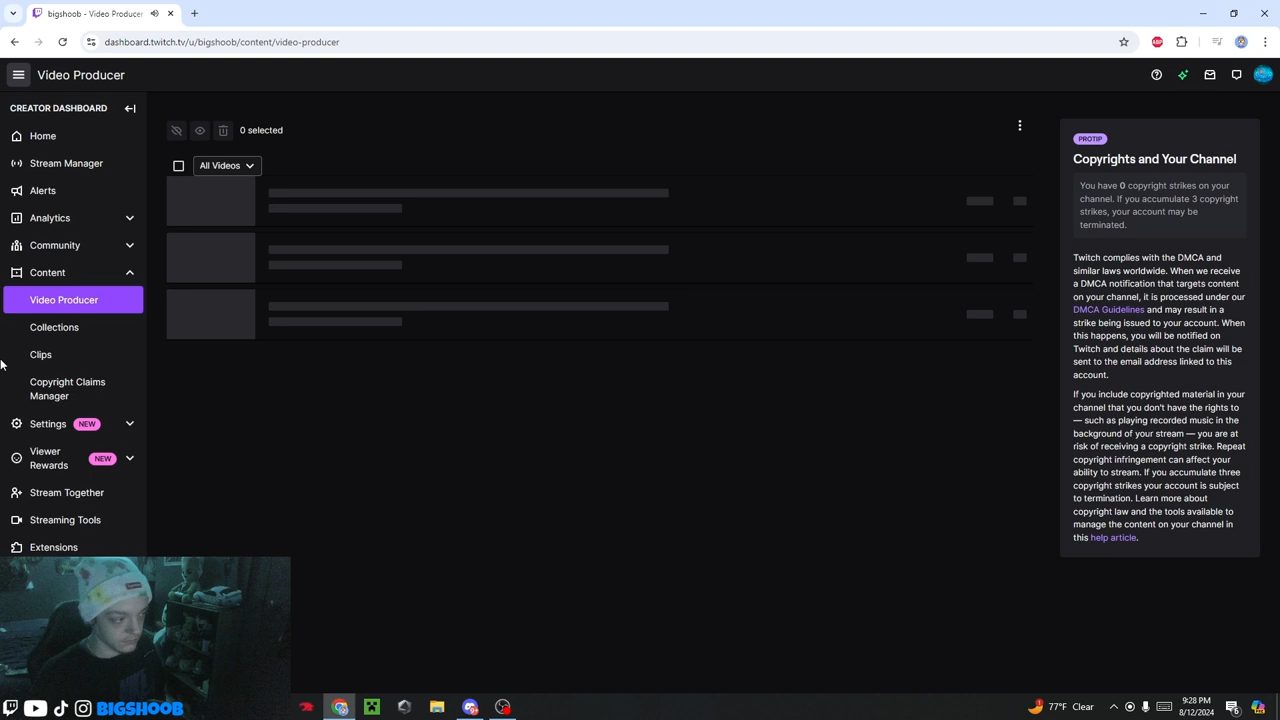 bigshoob - Video Producer
dashboard.twitch.tv/u/bigshoob/content/video-producer
ABP
Video Producer
CREATOR DASHBOARD
Home
Stream Manager
Alerts
Analytics
Community
Content
Video Producer
Collections
Clips
Copyright Claims
Manager
Settings NEW
Viewer
Rewards NEW
Stream Together
Streaming Tools
Extensions
0 selected
All Videos
PROTIP
Copyrights and Your Channel
You have 0 copyright strikes on your
channel. If you accumulate 3 copyright
strikes, your account may be
terminated.
Twitch complies with the DMCA and
similar laws worldwide. When we receive
a DMCA notification that targets content
on your channel, it is processed under our
DMCA Guidelines and may result in a
strike being issued to your account. When
this happens, you will be notified on
Twitch and details about the claim will be
sent to the email address linked to this
account.
If you include copyrighted material in your
channel that you don't have the rights to
— such as playing recorded music in the
background of your stream — you are at
risk of receiving a copyright strike. Repeat
copyright infringement can affect your
ability to stream. If you accumulate three
copyright strikes your account is subject
to termination. Learn more about
copyright law and the tools available to
manage the content on your channel in
this help article.
BIGSHOOB
77°F Clear
9:28 PM
8/12/2024
6